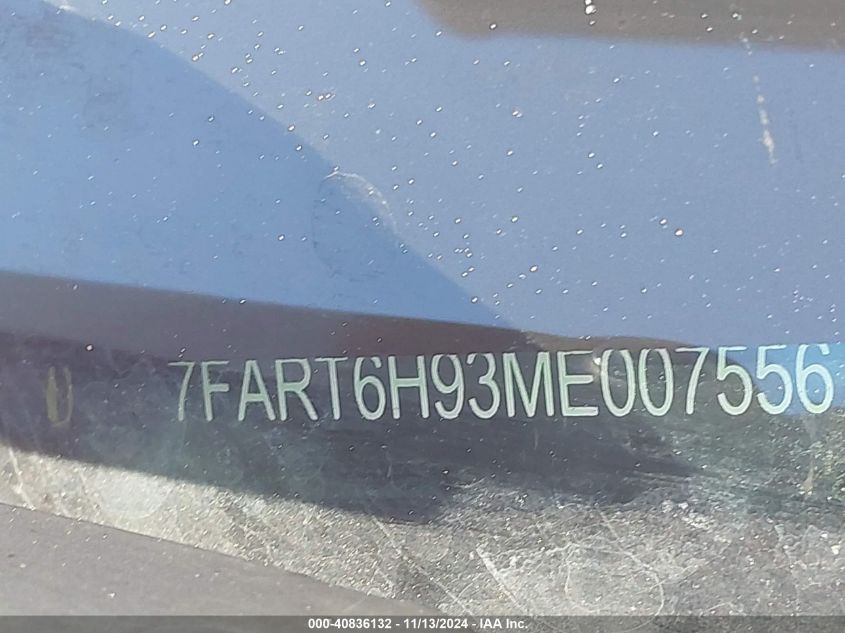 7FART6H93ME007556
000-40836132 - 11/13/2024 - IAA Inc.